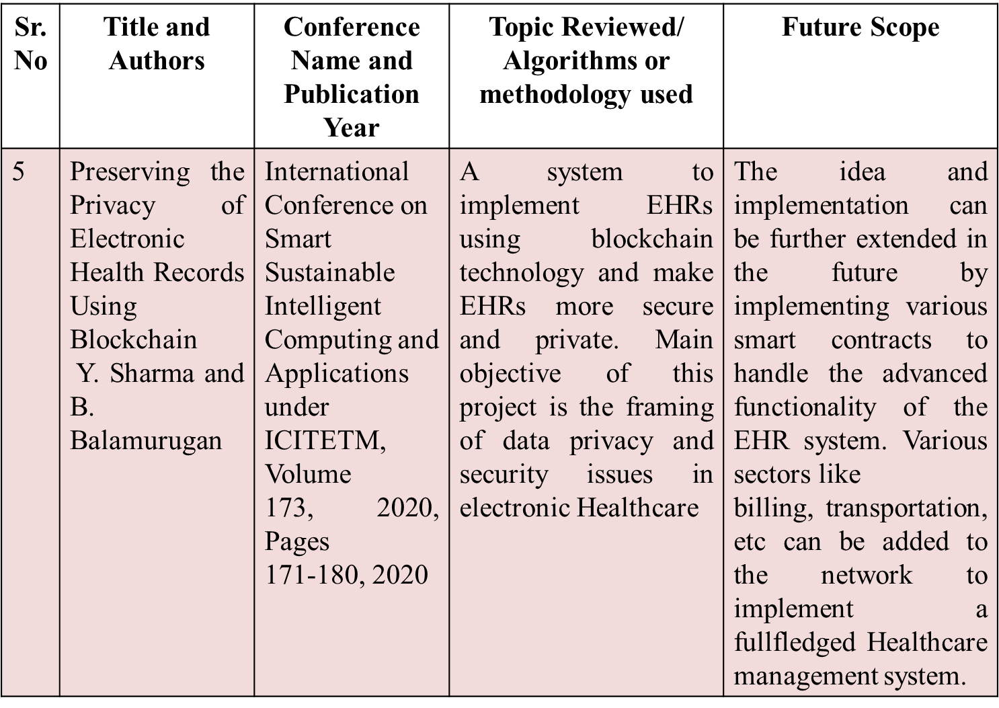 Sr.
No
Title and
Authors
Conference
Name and
Publication
Year
Topic Reviewed/
Algorithms or
methodology used
Future Scope
5
Preserving the
Privacy of
Electronic
Health Records
Using
Blockchain
Y. Sharma and
B.
Balamurugan
International
Conference on
Smart
Sustainable
Intelligent
Computing and
Applications
under
ICITETM,
Volume
173, 2020,
Pages
171-180, 2020
A system to
implement EHRs
using blockchain
technology and make
EHRs more secure
and private. Main
objective of this
project is the framing
of data privacy and
security issues in
electronic Healthcare
The idea and
implementation can
be further extended in
the future by
implementing various
smart contracts to
handle the advanced
functionality of the
EHR system. Various
sectors like
billing, transportation,
etc can be added to
the network to
implement a
fullfledged Healthcare
management system.